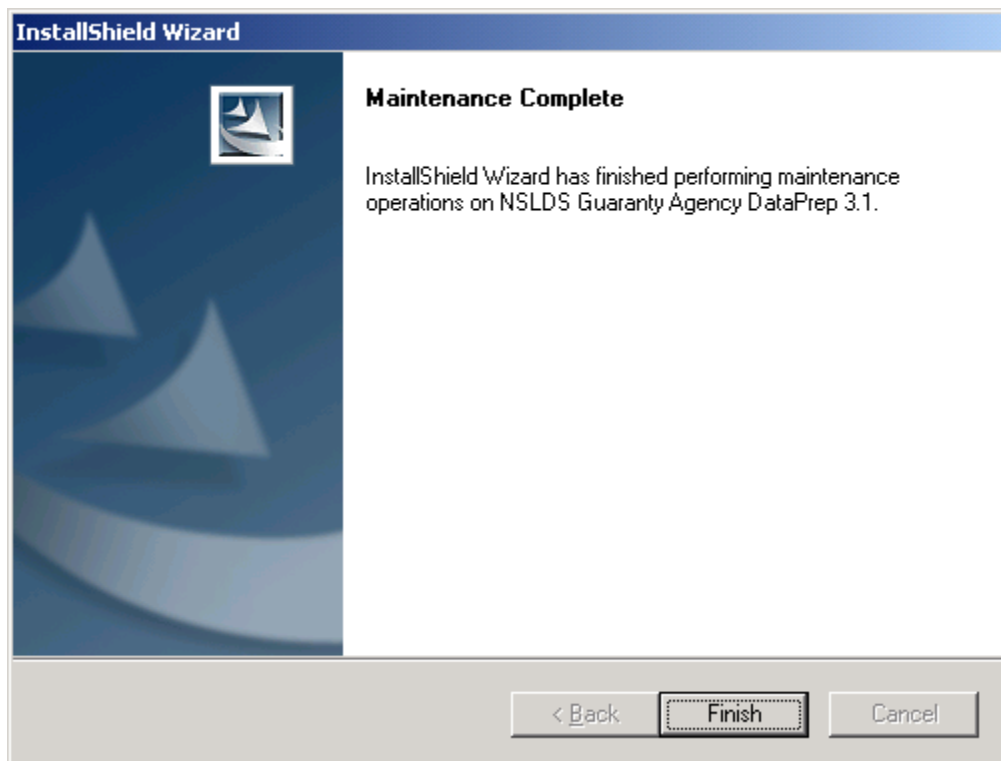 InstallShield Wizard
Maintenance Complete
InstallShield Wizard has finished performing maintenance
operations on NSLDS Guaranty Agency DataPrep 3.1.
< Back
Finish
Cancel